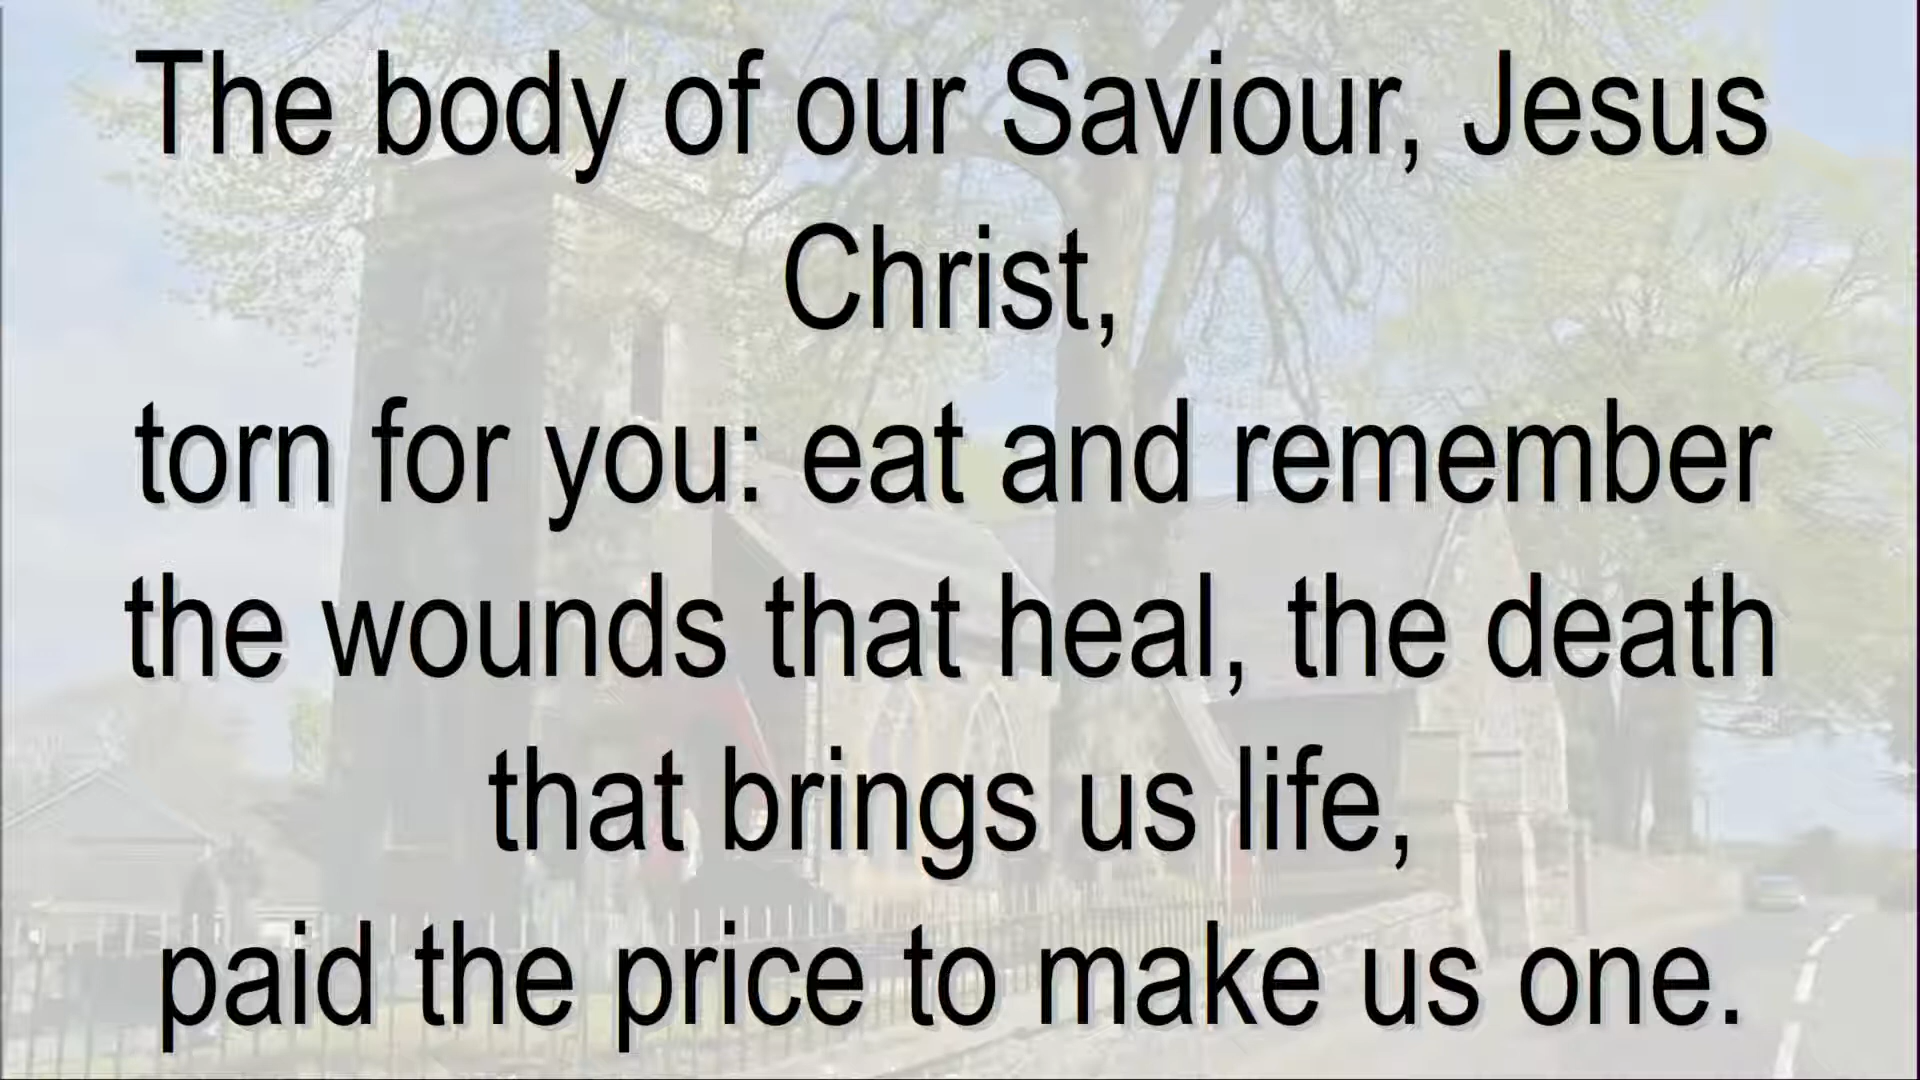 The body of our Saviour, Jesus
Christ,
torn for you: eat and remember
the wounds that heal, the death
that brings us life,
paid the price to make us one.